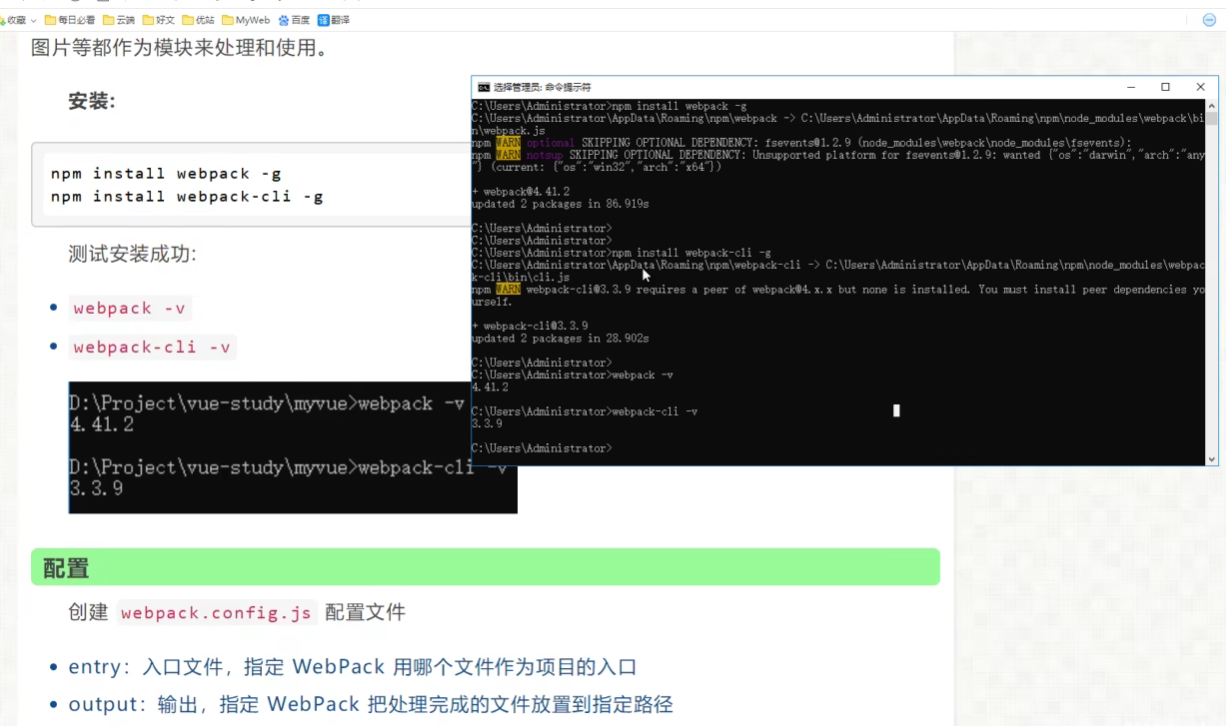 收藏 每日必看 云端 好文 优站 MyWeb 百度 译 翻译
图片等都作为模块来处理和使用。
安装:
npm install webpack -g
npm install webpack-cli -g
测试安装成功:
webpack -v
webpack-cli -v
D:\Project\vue-study\myvue>webpack -v
4.41.2
D:\Project\vue-study\myvue>webpack-cli -v
3.3.9
选择管理员: 命令提示符
C:\Users\Administrator>npm install webpack -g
C:\Users\Administrator\AppData\Roaming\npm\webpack -> C:\Users\Administrator\AppData\Roaming\npm\node_modules\webpack\bi
n\webpack.js
npm WARN optional SKIPPING OPTIONAL DEPENDENCY: fsevents@1.2.9 (node_modules\webpack\node_modules\fsevents):
npm WARN notsup SKIPPING OPTIONAL DEPENDENCY: Unsupported platform for fsevents@1.2.9: wanted {"os":"darwin","arch":"any
"} (current: {"os":"win32","arch":"x64"})
+ webpack@4.41.2
updated 2 packages in 86.919s
C:\Users\Administrator>
C:\Users\Administrator>
C:\Users\Administrator>npm install webpack-cli -g
C:\Users\Administrator\AppData\Roaming\npm\webpack-cli -> C:\Users\Administrator\AppData\Roaming\npm\node_modules\webpac
k-cli\bin\cli.js
npm WARN webpack-cli@3.3.9 requires a peer of webpack@4.x.x but none is installed. You must install peer dependencies yo
urself.
+ webpack-cli@3.3.9
updated 2 packages in 28.902s
C:\Users\Administrator>
C:\Users\Administrator>webpack -v
4.41.2
C:\Users\Administrator>webpack-cli -v
3.3.9
C:\Users\Administrator>
配置
创建 webpack.config.js 配置文件
entry：入口文件，指定 WebPack 用哪个文件作为项目的入口
output：输出，指定 WebPack 把处理完成的文件放置到指定路径